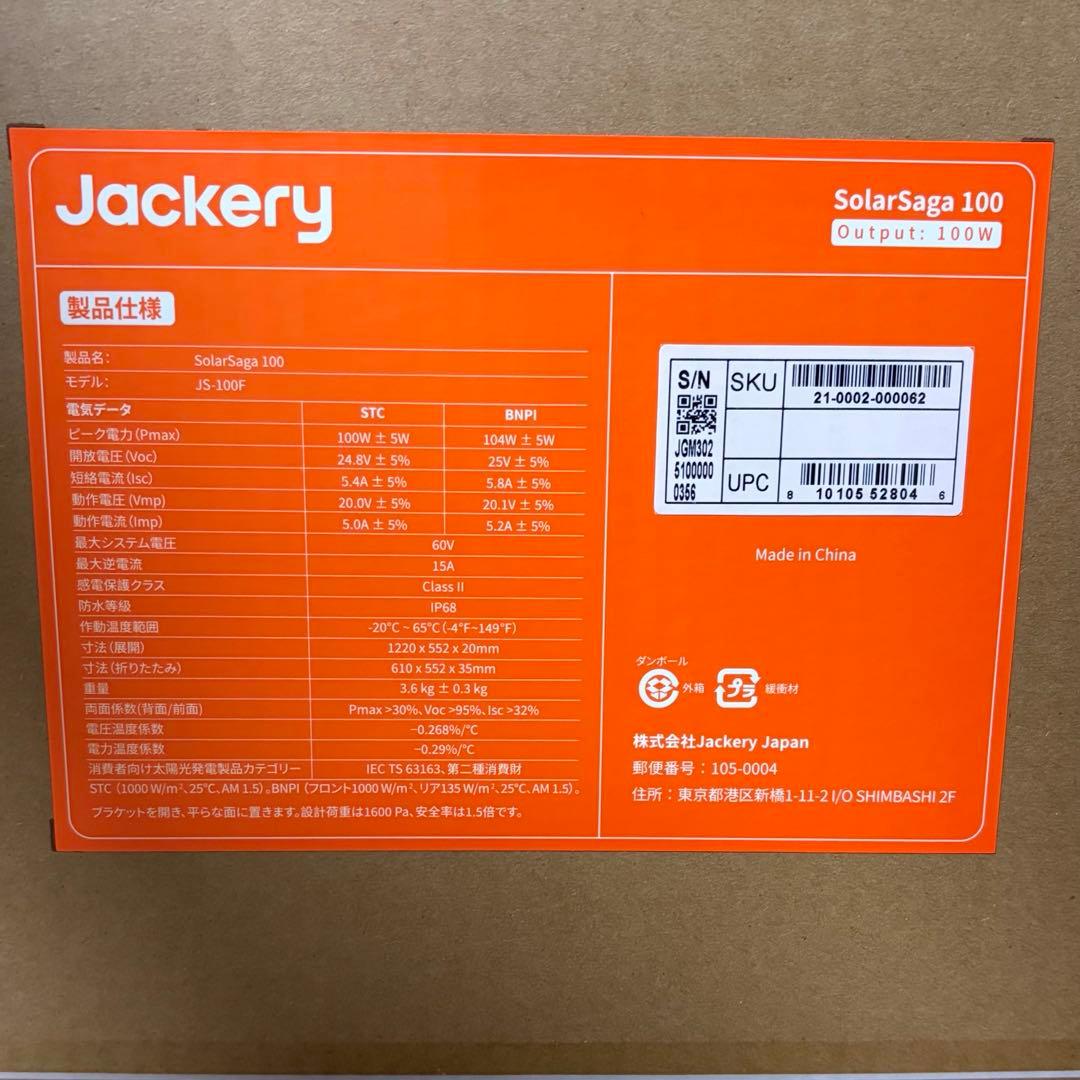 Jackery
SolarSaga 100
Output: 100W
製品仕様
製品名: SolarSaga 100
モデル: JS-100F
電気データ STC BNPI
ピーク電力(Pmax) 100W ± 5W 104W ± 5W
開放電圧(Voc) 24.8V ± 5% 25V ± 5%
短絡電流(Isc) 5.4A ± 5% 5.8A ± 5%
動作電圧(Vmp) 20.0V ± 5% 20.1V ± 5%
動作電流(Imp) 5.0A ± 5% 5.2A ± 5%
最大システム電圧 60V
最大逆電流 15A
感電保護クラス Class II
防水等級 IP68
作動温度範囲 -20°C ~ 65°C (-4°F~149°F)
寸法(展開) 1220 x 552 x 20mm
寸法(折りたたみ) 610 x 552 x 35mm
重量 3.6 kg ± 0.3 kg
両面係数(背面/前面) Pmax >30%、Voc >95%、Isc >32%
電圧温度係数 −0.268%/°C
電力温度係数 −0.29%/°C
消費者向け太陽光発電製品カテゴリー IEC TS 63163、第二種消費財
STC (1000 W/m²、25°C、AM 1.5)。BNPI (フロント1000 W/m²、リア135 W/m²、25°C、AM 1.5)。
ブラケットを開き、平らな面に置きます。設計荷重は1600 Pa、安全率は1.5倍です。
S/N
JGM302
5100000
0356
SKU
21-0002-000062
UPC
8 10105 52804 6
Made in China
ダンボール
外箱
プラ
緩衝材
株式会社Jackery Japan
郵便番号:105-0004
住所:東京都港区新橋1-11-2 I/O SHIMBASHI 2F